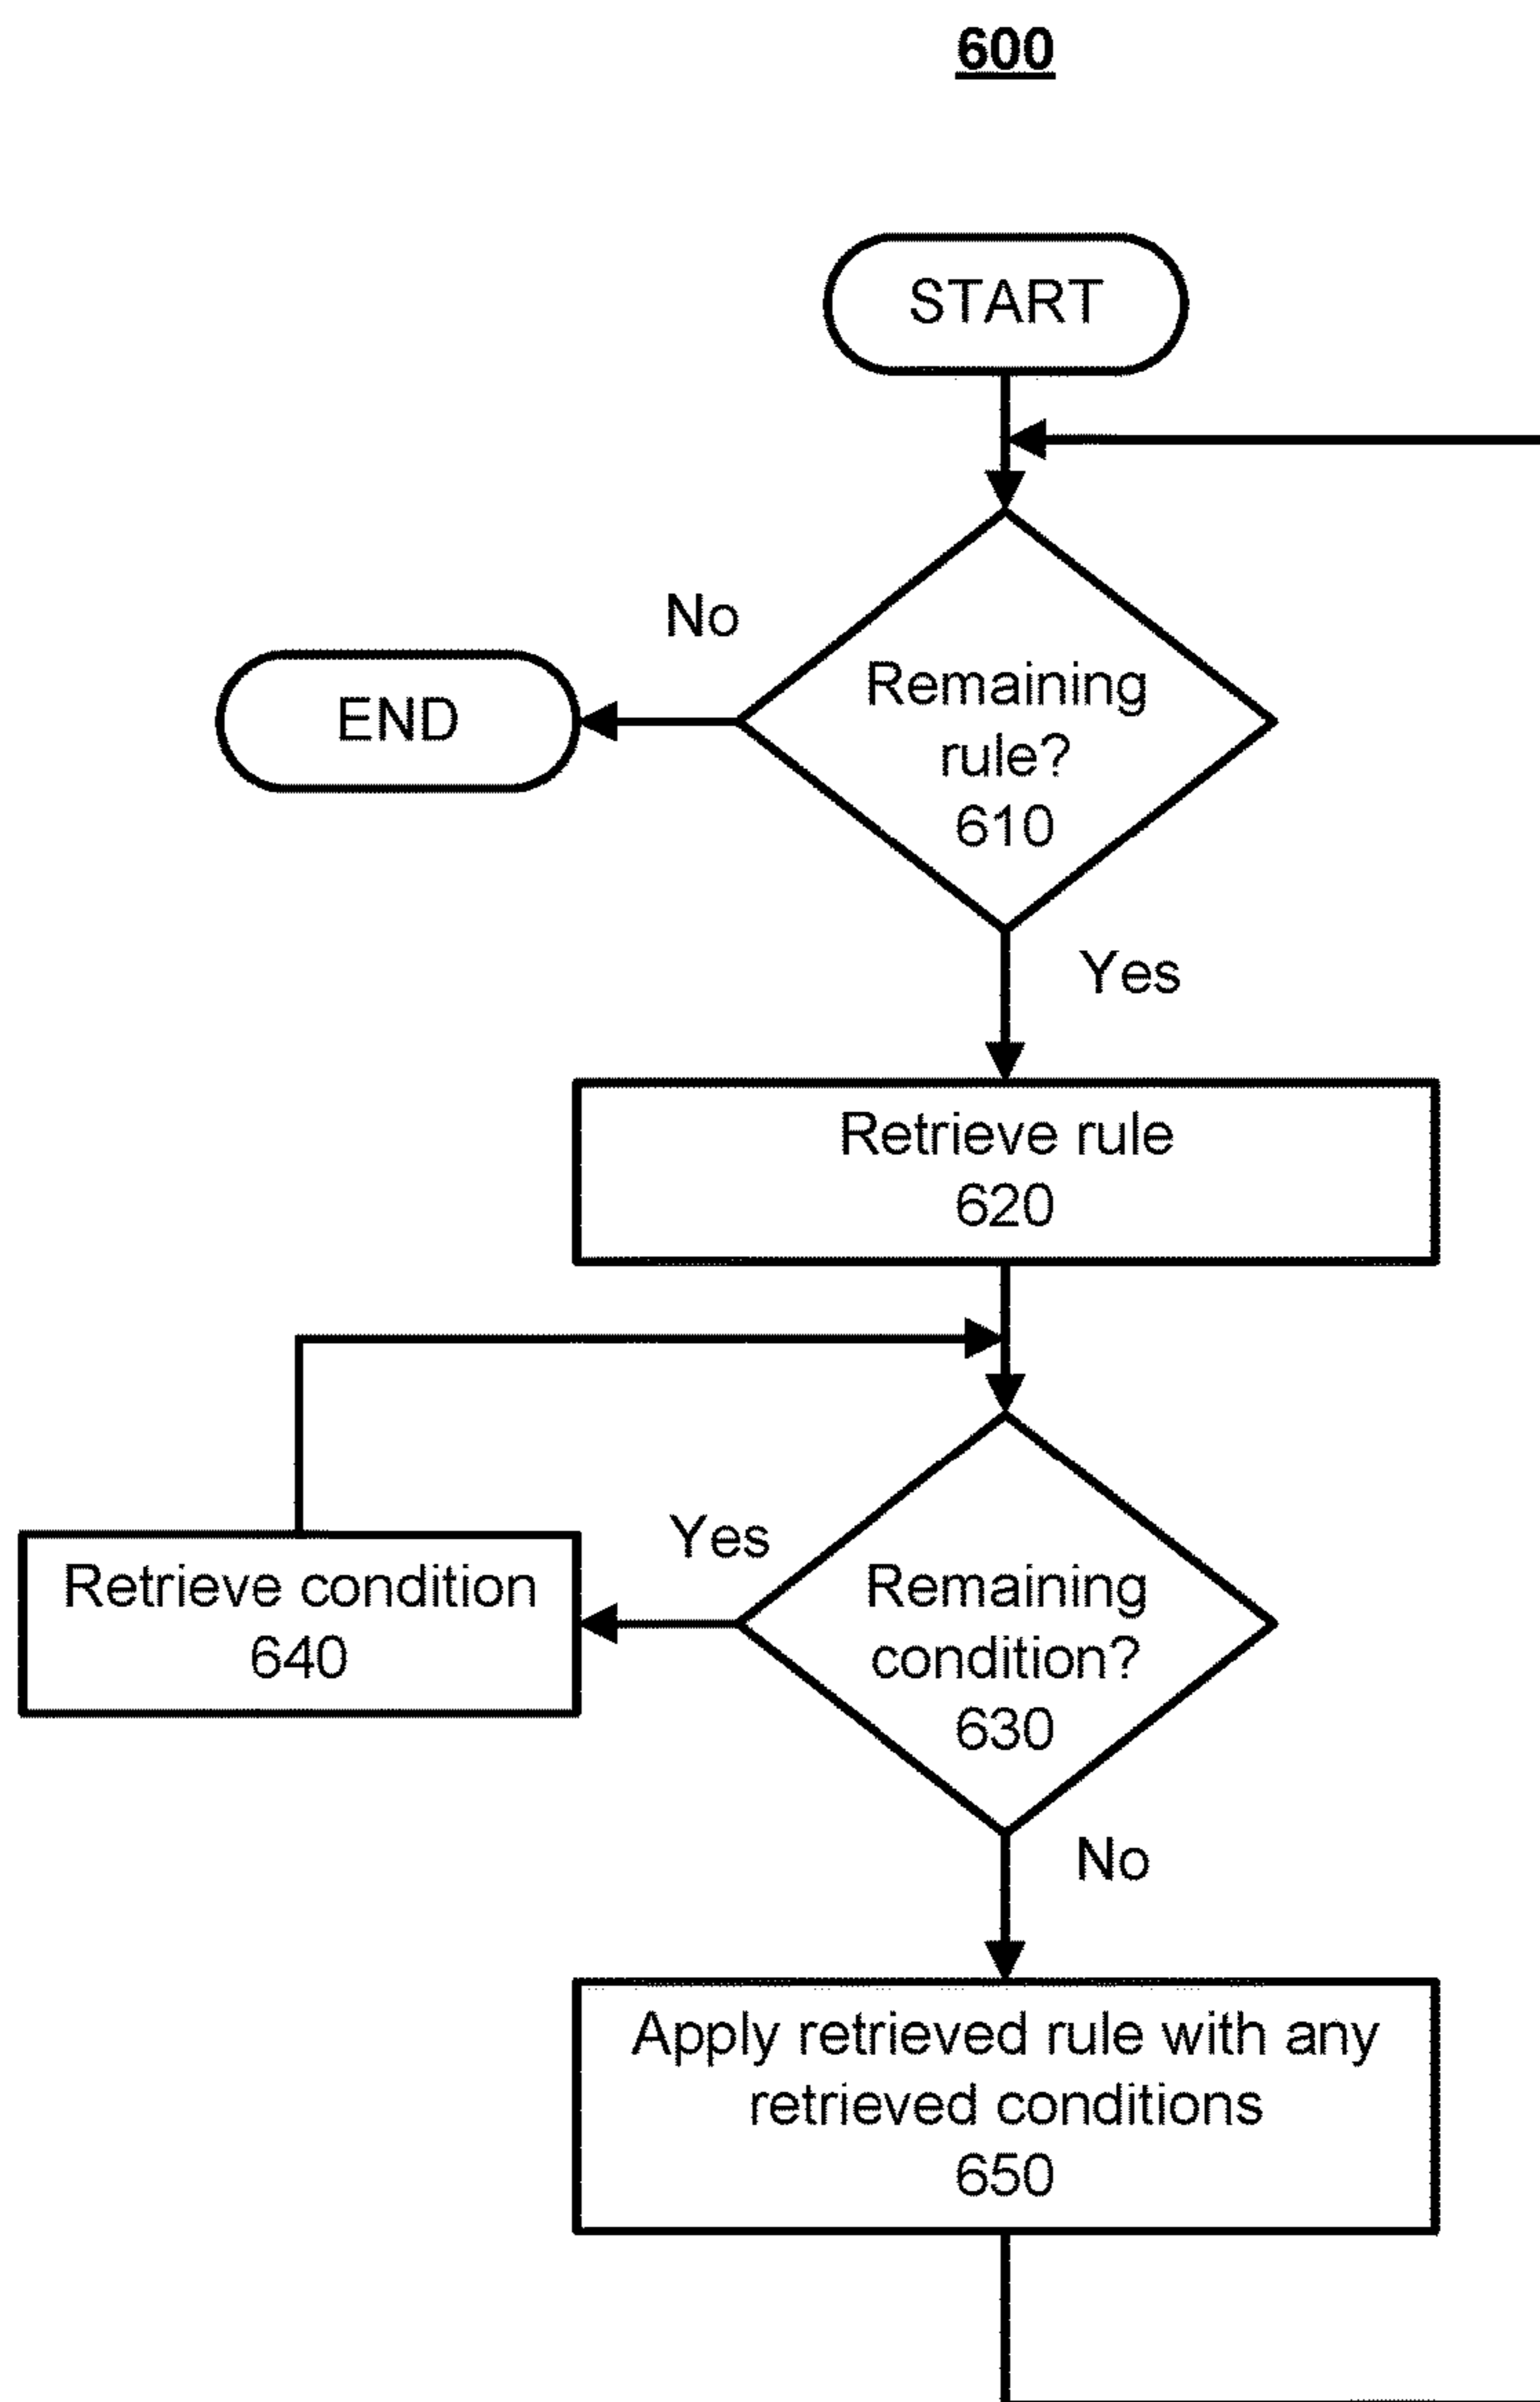 600
START
No
END
Remaining
rule?
610
Yes
Retrieve rule
620
Yes
Retrieve condition
640
Remaining
condition?
630
No
Apply retrieved rule with any
retrieved conditions
650